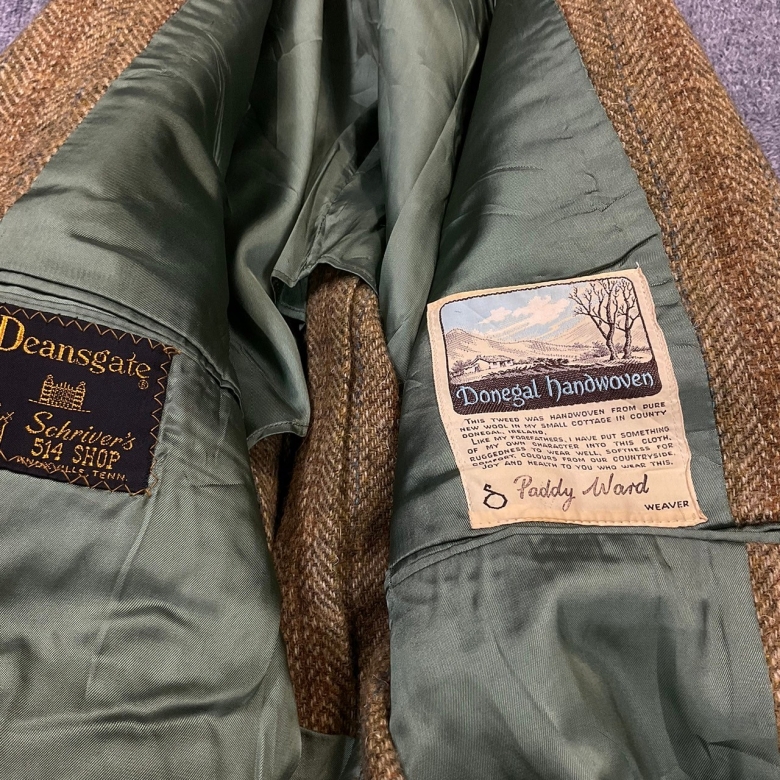 Deansgate®
Schriver's
514 SHOP
KNOXVILLE, TENN.
Donegal handwoven
THIS TWEED WAS HANDWOVEN FROM PURE
NEW WOOL IN MY SMALL COTTAGE IN COUNTY
DONEGAL, IRELAND.
LIKE MY FOREFATHERS, I HAVE PUT SOMETHING
OF MY OWN CHARACTER INTO THIS CLOTH,
RUGGEDNESS TO WEAR WELL, SOFTNESS FOR
COMFORT, COLOURS FROM OUR COUNTRYSIDE,
JOY AND HEALTH TO YOU WHO WEAR THIS.
Paddy Ward
WEAVER